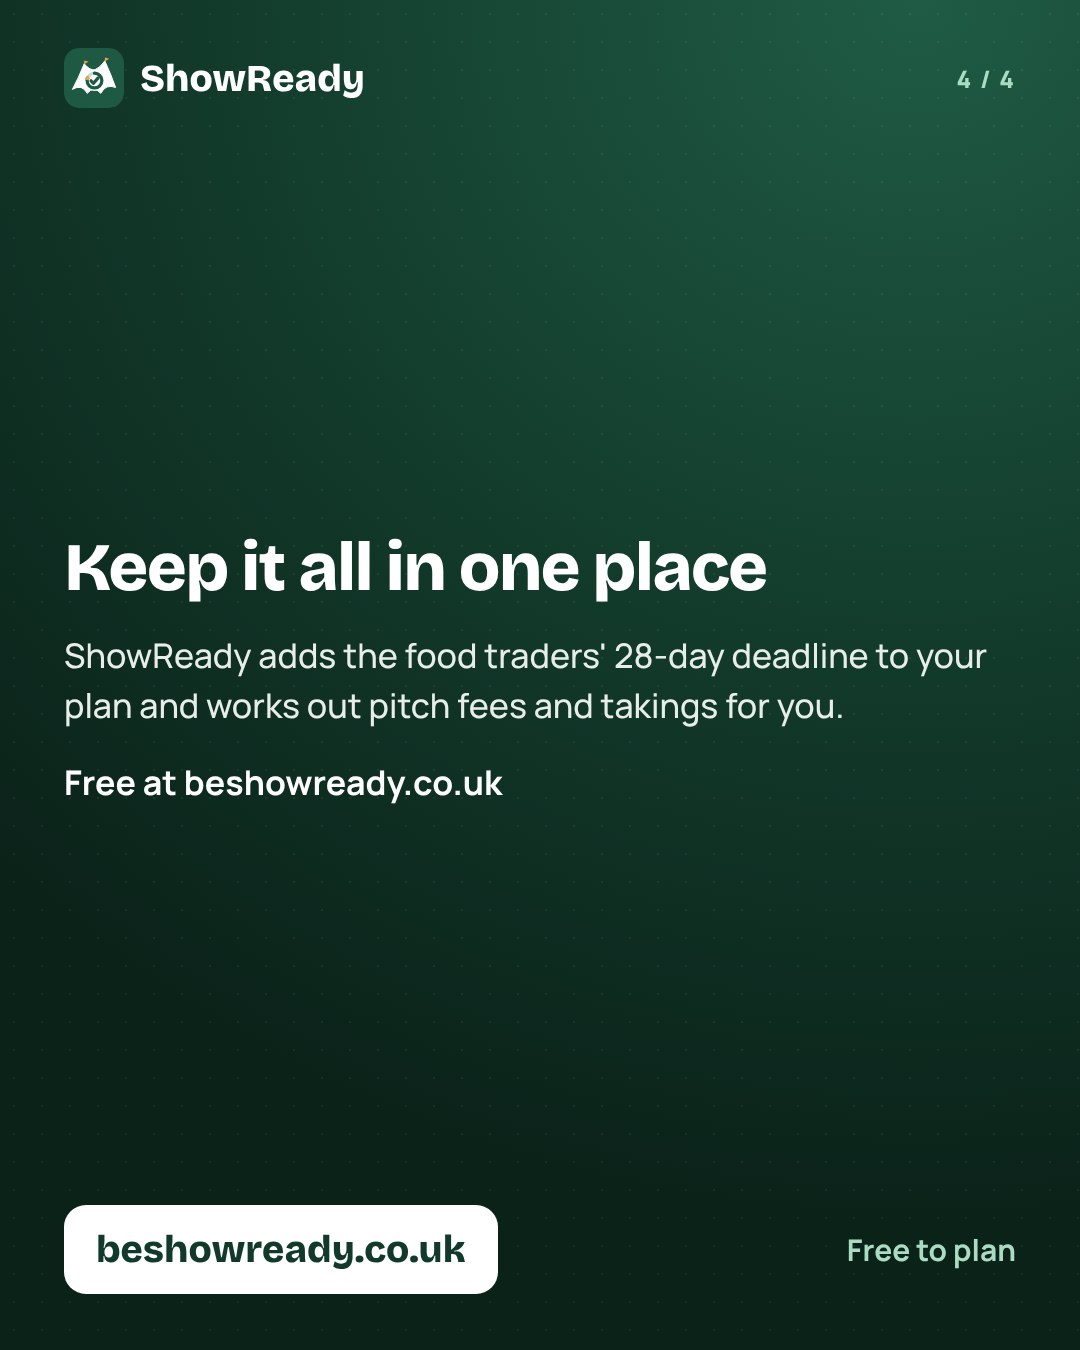 ShowReady
4 / 4
Keep it all in one place
ShowReady adds the food traders' 28-day deadline to your
plan and works out pitch fees and takings for you.
Free at beshowready.co.uk
beshowready.co.uk
Free to plan